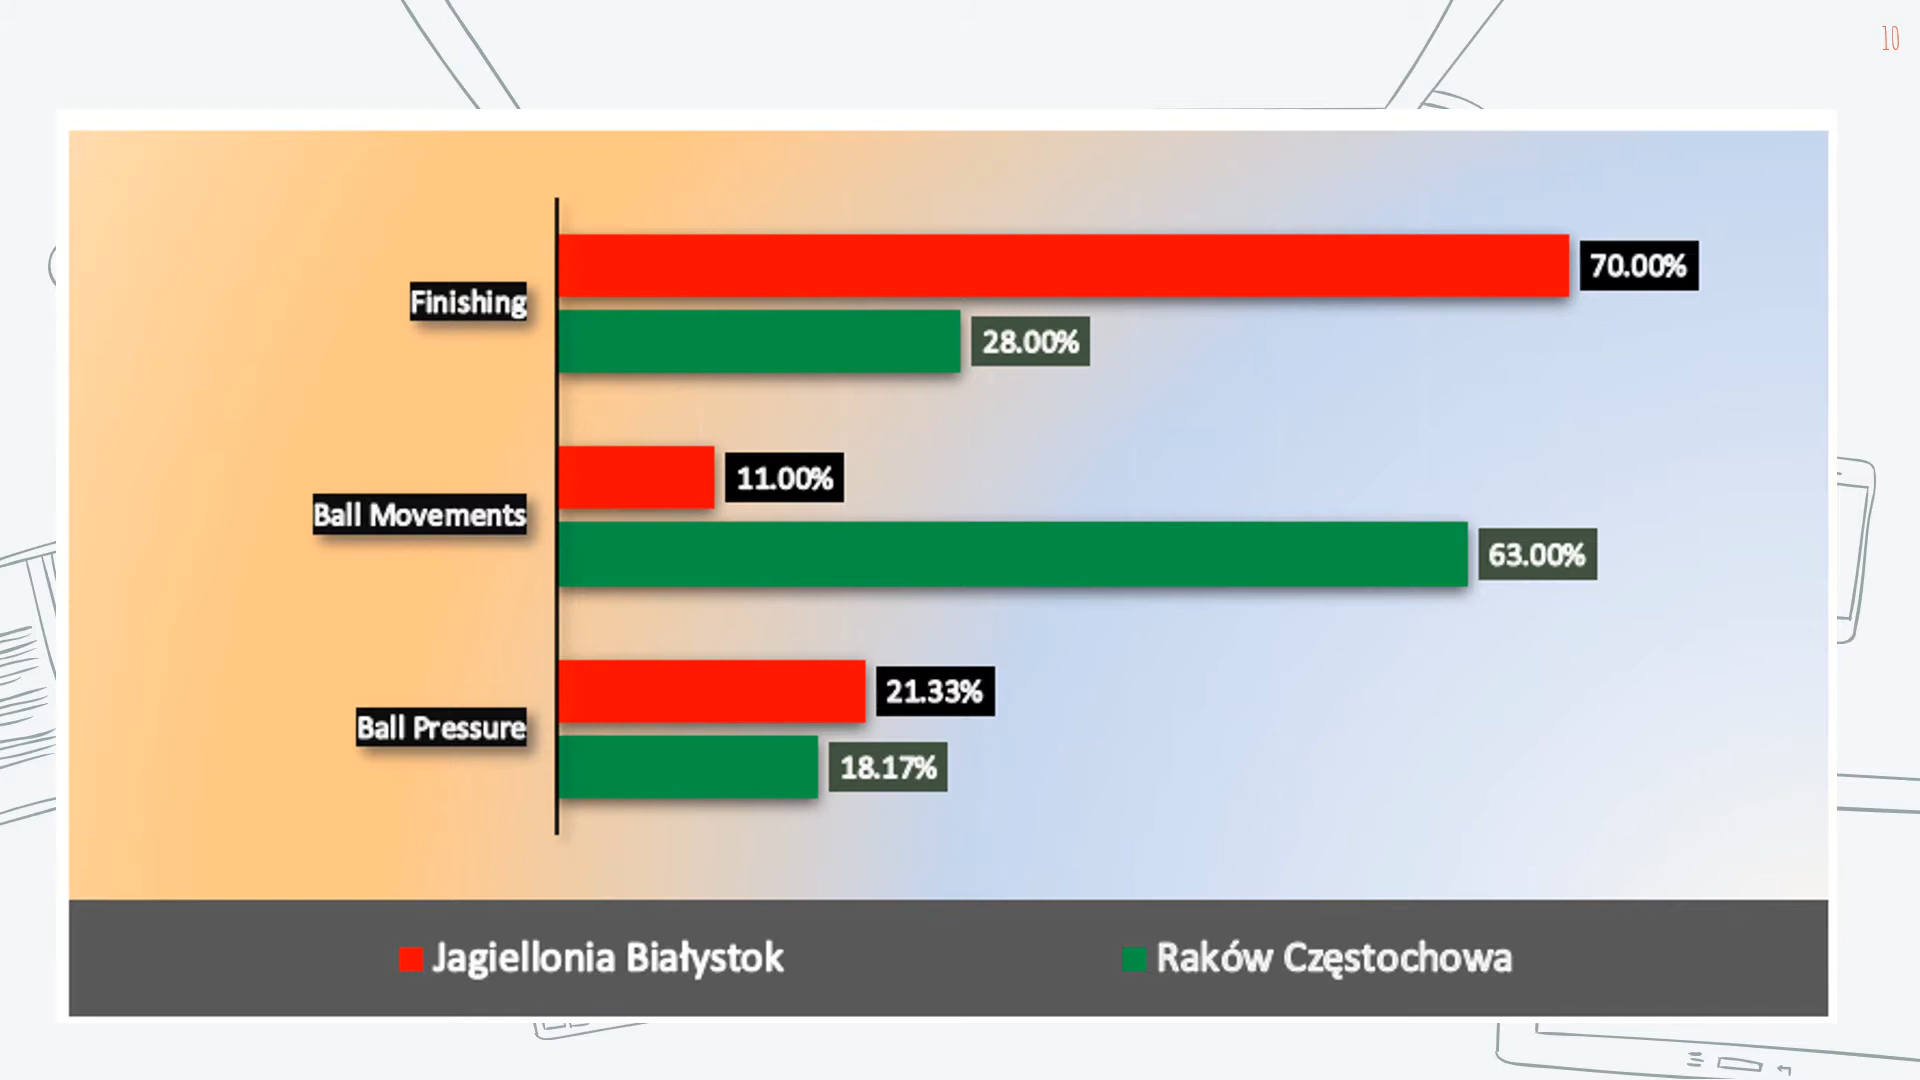 10
Finishing
70.00%
28.00%
Ball Movements
11.00%
63.00%
Ball Pressure
21.33%
18.17%
Jagiellonia Białystok
Raków Częstochowa